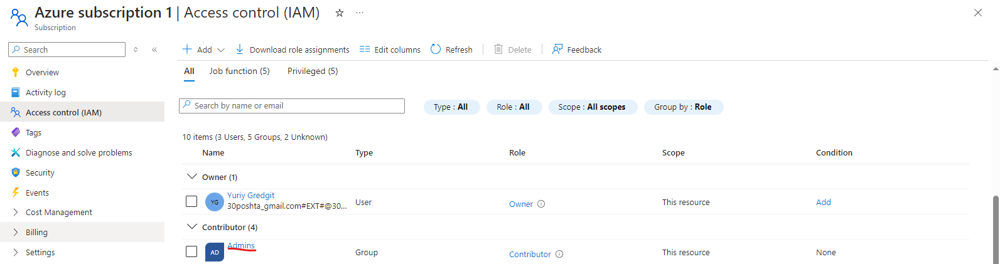 Azure subscription 1 | Access control (IAM)
Subscription
Search
Add
Download role assignments
Edit columns
Refresh
Delete
Feedback
Overview
Activity log
Access control (IAM)
Tags
Diagnose and solve problems
Security
Events
Cost Management
Billing
Settings
All Job function (5) Privileged (5)
Search by name or email
Type : All Role : All Scope : All scopes Group by : Role
10 items (3 Users, 5 Groups, 2 Unknown)
Name Type Role Scope Condition
Owner (1)
YG Yuriy Gredgit
30poshta_gmail.com#EXT#@30... User Owner This resource Add
Contributor (4)
AD Admins
Group Contributor This resource None